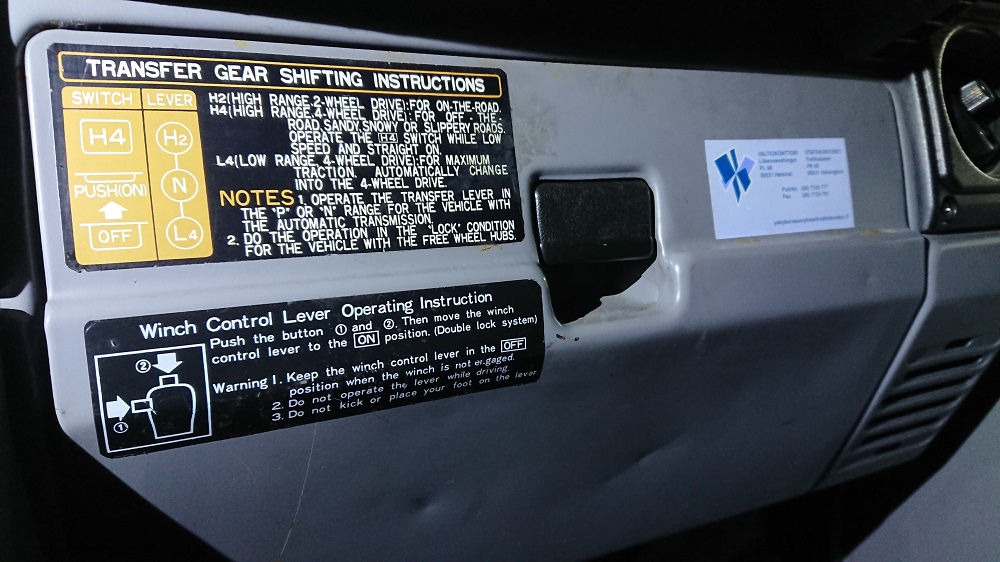 TRANSFER GEAR SHIFTING INSTRUCTIONS
SWITCH LEVER
H4
PUSH(ON)
OFF
H2
N
L4
H2(HIGH RANGE,2-WHEEL DRIVE):FOR ON-THE-ROAD.
H4(HIGH RANGE,4-WHEEL DRIVE):FOR OFF-THE-
ROAD,SANDY,SNOWY OR SLIPPERY ROADS.
OPERATE THE H4 SWITCH WHILE LOW
SPEED AND STRAIGHT ON.
L4(LOW RANGE, 4-WHEEL DRIVE):FOR MAXIMUM
TRACTION. AUTOMATICALLY CHANGE
INTO THE 4-WHEEL DRIVE.
NOTES 1. OPERATE THE TRANSFER LEVER IN
THE "P" OR "N" RANGE FOR THE VEHICLE WITH
THE AUTOMATIC TRANSMISSION.
2. DO THE OPERATION IN THE "LOCK" CONDITION
FOR THE VEHICLE WITH THE FREE WHEEL HUBS.
Winch Control Lever Operating Instruction
Push the button ① and ②. Then move the winch
control lever to the ON position. (Double lock system)
Warning 1. Keep the winch control lever in the OFF
position when the winch is not engaged.
2. Do not operate the lever while driving.
3. Do not kick or place your foot on the lever
②
①